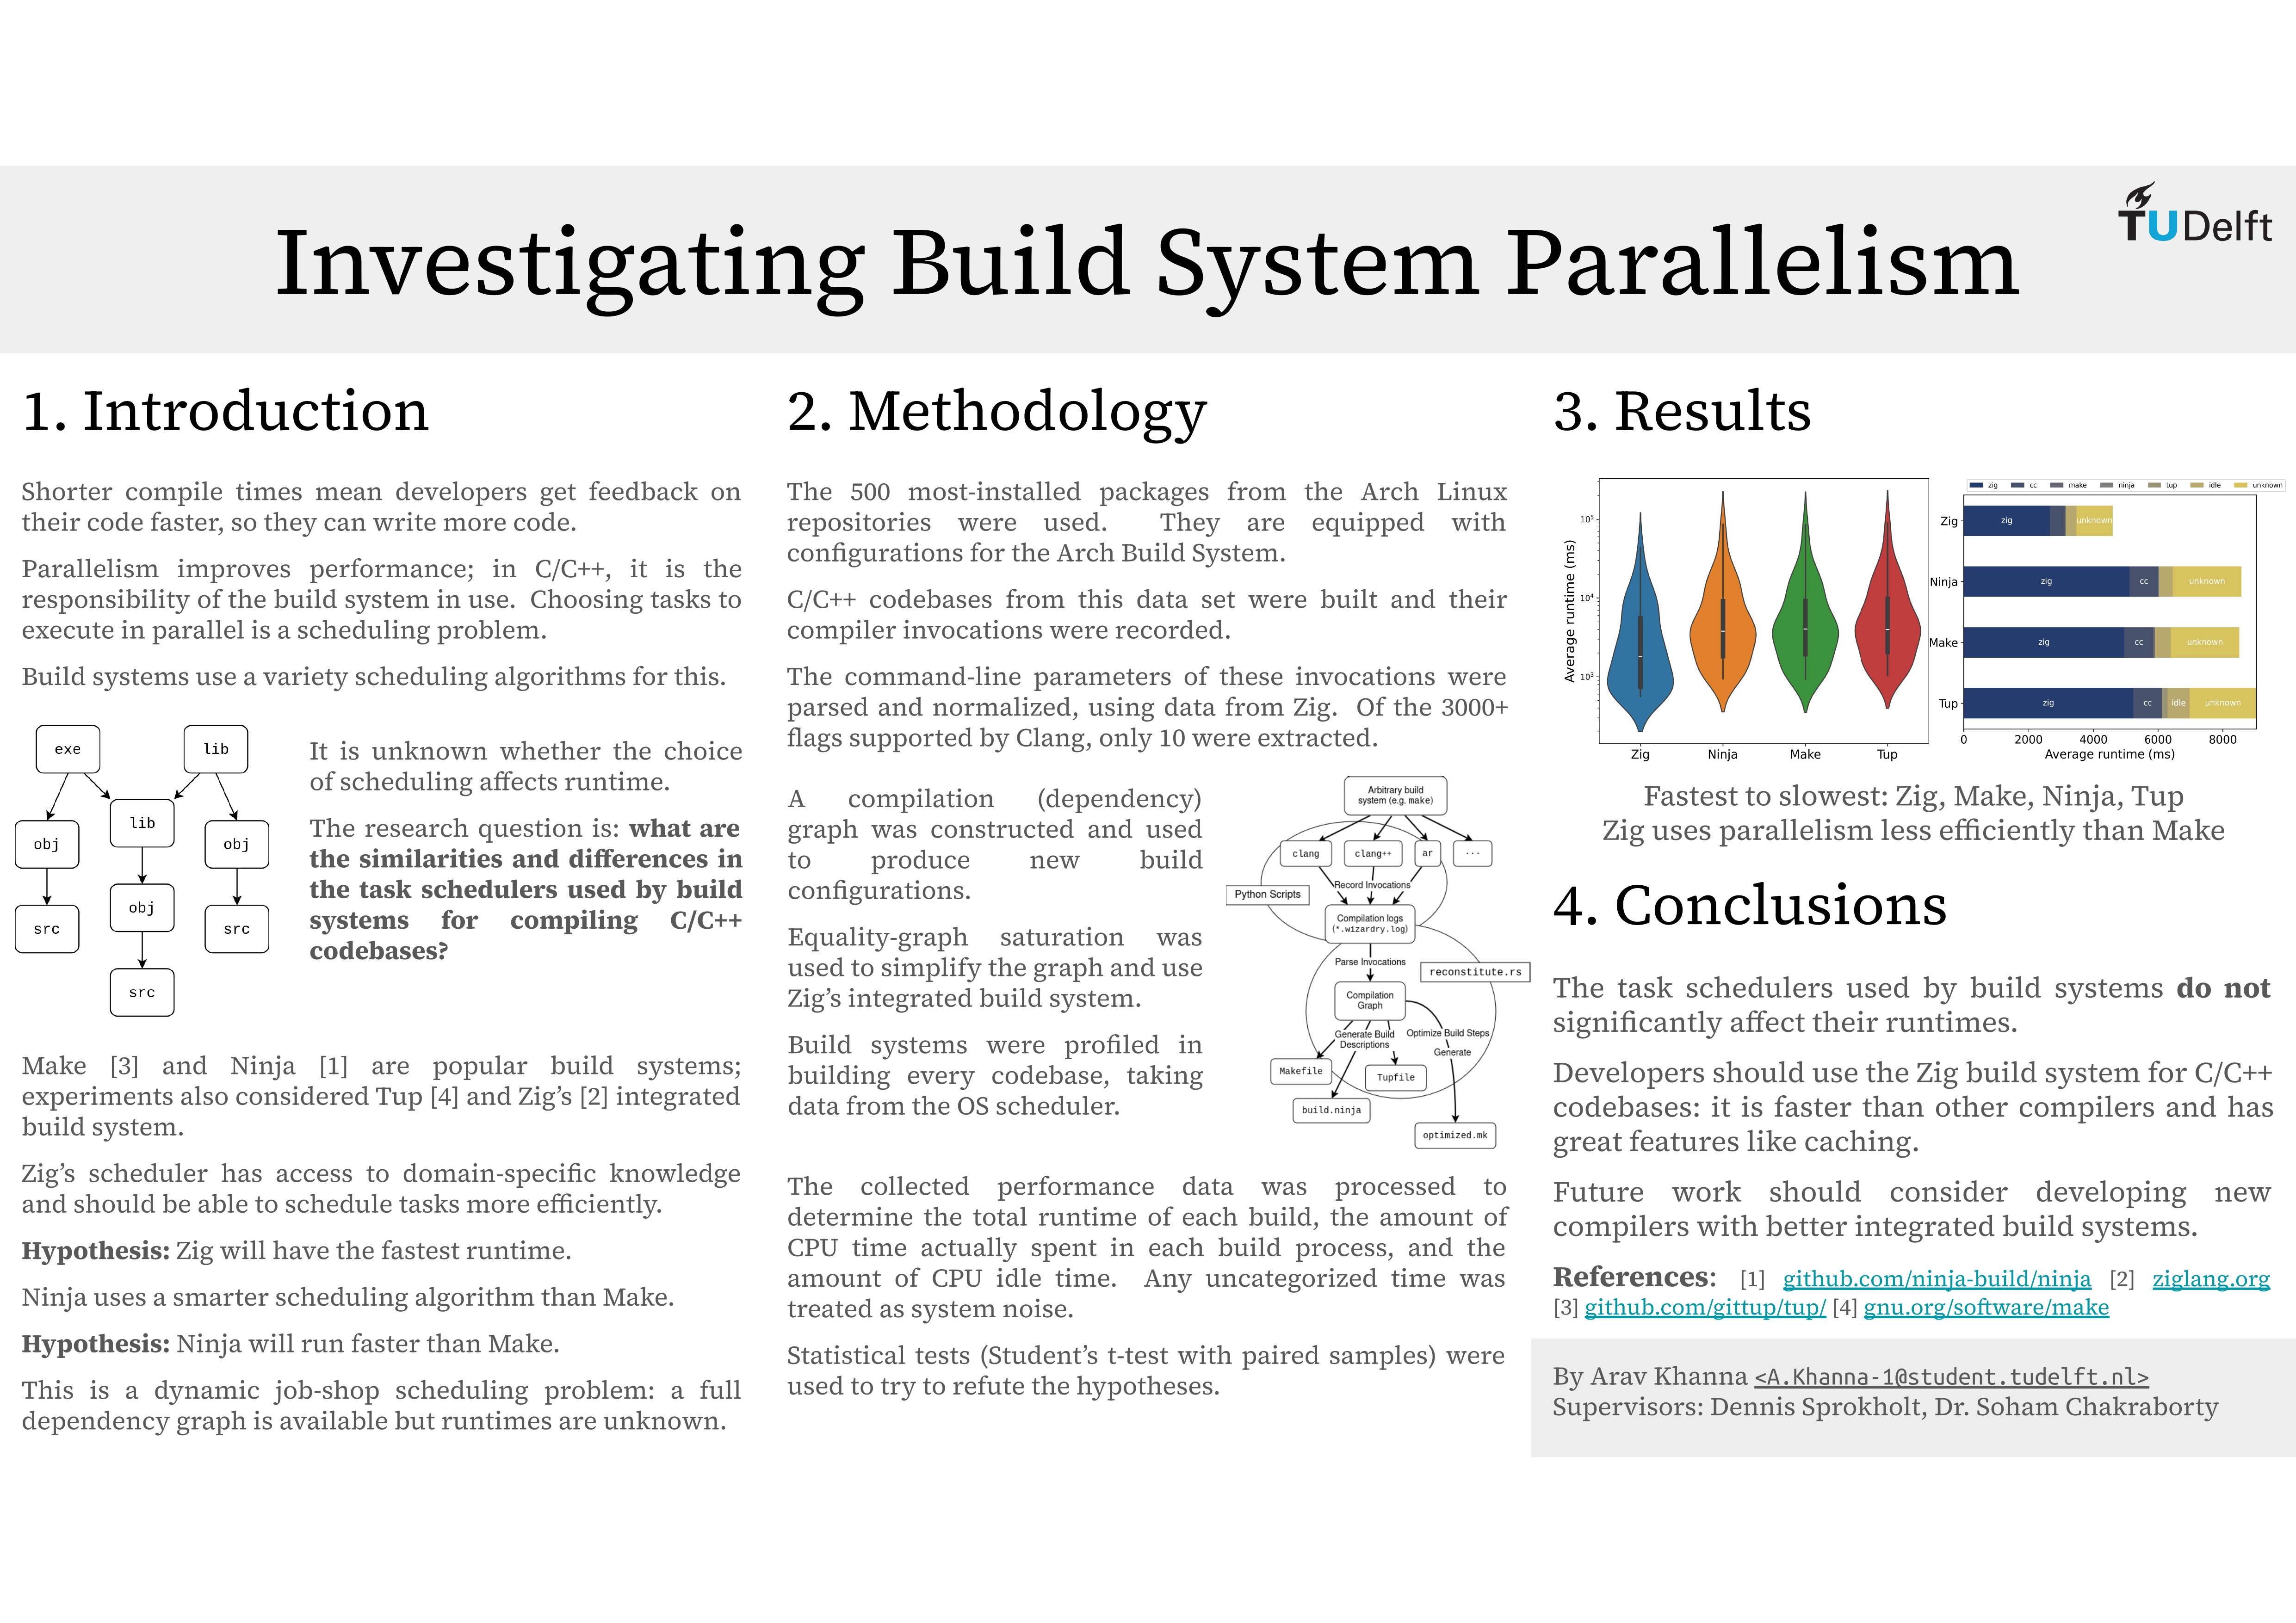 Investigating Build System Parallelism
TUDelft
1. Introduction
Shorter compile times mean developers get feedback on
their code faster, so they can write more code.
Parallelism improves performance; in C/C++, it is the
responsibility of the build system in use. Choosing tasks to
execute in parallel is a scheduling problem.
Build systems use a variety scheduling algorithms for this.
exe
lib
lib
obj
obj
obj
src
src
src
It is unknown whether the choice
of scheduling affects runtime.
The research question is: what are
the similarities and differences in
the task schedulers used by build
systems for compiling C/C++
codebases?
Make [3] and Ninja [1] are popular build systems;
experiments also considered Tup [4] and Zig’s [2] integrated
build system.
Zig’s scheduler has access to domain-specific knowledge
and should be able to schedule tasks more efficiently.
Hypothesis: Zig will have the fastest runtime.
Ninja uses a smarter scheduling algorithm than Make.
Hypothesis: Ninja will run faster than Make.
This is a dynamic job-shop scheduling problem: a full
dependency graph is available but runtimes are unknown.
2. Methodology
The 500 most-installed packages from the Arch Linux
repositories were used. They are equipped with
configurations for the Arch Build System.
C/C++ codebases from this data set were built and their
compiler invocations were recorded.
The command-line parameters of these invocations were
parsed and normalized, using data from Zig. Of the 3000+
flags supported by Clang, only 10 were extracted.
A compilation (dependency)
graph was constructed and used
to produce new build
configurations.
Equality-graph saturation was
used to simplify the graph and use
Zig’s integrated build system.
Build systems were profiled in
building every codebase, taking
data from the OS scheduler.
Arbitrary build
system (e.g. make)
clang
clang++
ar
...
Record Invocations
Python Scripts
Compilation logs
(*.wizardry.log)
Parse Invocations
reconstitute.rs
Compilation
Graph
Generate Build
Descriptions
Optimize Build Steps
Generate
Makefile
Tupfile
build.ninja
optimized.mk
The collected performance data was processed to
determine the total runtime of each build, the amount of
CPU time actually spent in each build process, and the
amount of CPU idle time. Any uncategorized time was
treated as system noise.
Statistical tests (Student’s t-test with paired samples) were
used to try to refute the hypotheses.
3. Results
Average runtime (ms)
10⁵
10⁴
10³
Zig Ninja Make Tup
zig cc make ninja tup idle unknown
Zig zig unknown
Ninja zig cc unknown
Make zig cc unknown
Tup zig cc idle unknown
0 2000 4000 6000 8000
Average runtime (ms)
Fastest to slowest: Zig, Make, Ninja, Tup
Zig uses parallelism less efficiently than Make
4. Conclusions
The task schedulers used by build systems do not
significantly affect their runtimes.
Developers should use the Zig build system for C/C++
codebases: it is faster than other compilers and has
great features like caching.
Future work should consider developing new
compilers with better integrated build systems.
References: [1] github.com/ninja-build/ninja [2] ziglang.org
[3] github.com/gittup/tup/ [4] gnu.org/software/make
By Arav Khanna <A.Khanna-1@student.tudelft.nl>
Supervisors: Dennis Sprokholt, Dr. Soham Chakraborty